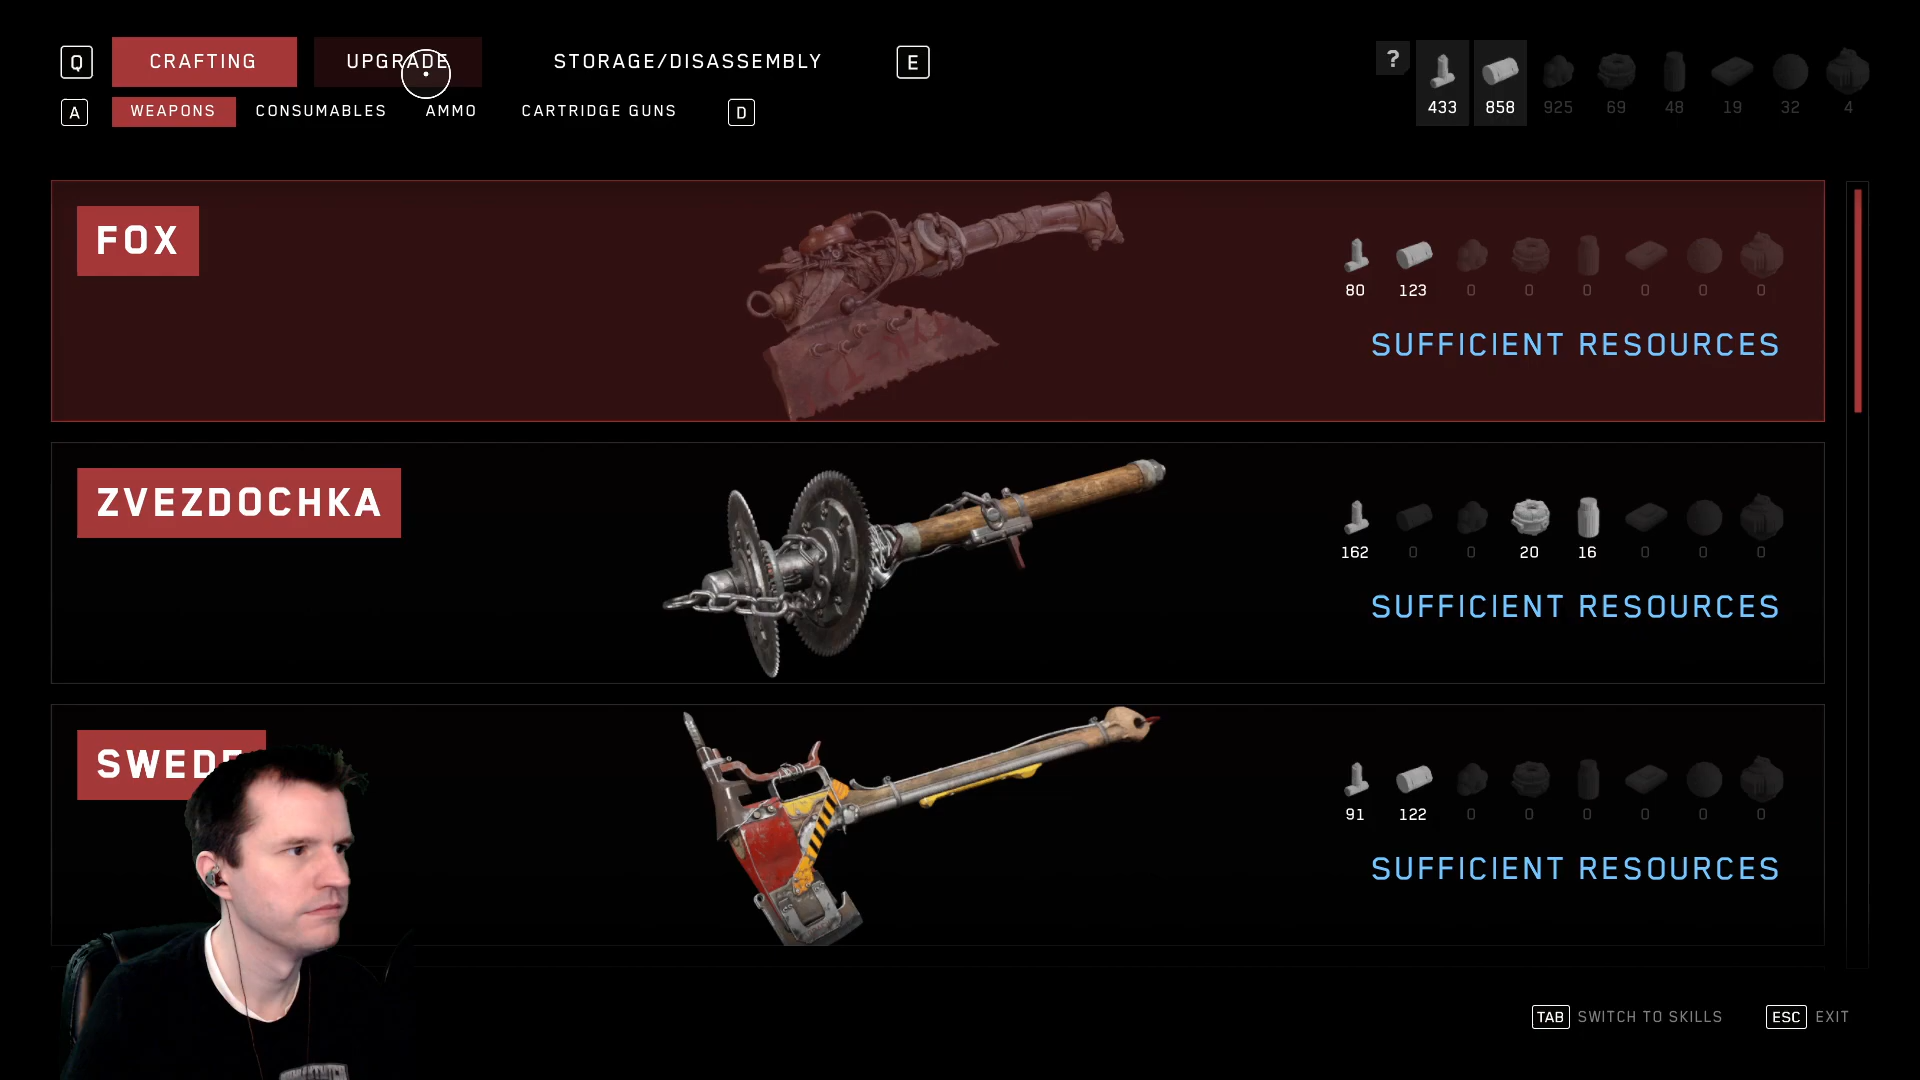 Q CRAFTING UPGRADE STORAGE/DISASSEMBLY E
A WEAPONS CONSUMABLES AMMO CARTRIDGE GUNS D
?
433 858 925 69 48 19 32 4
FOX
80 123 0 0 0 0 0 0
SUFFICIENT RESOURCES
ZVEZDOCHKA
162 0 0 20 16 0 0 0
SUFFICIENT RESOURCES
SWEDE
91 122 0 0 0 0 0 0
SUFFICIENT RESOURCES
TAB SWITCH TO SKILLS ESC EXIT